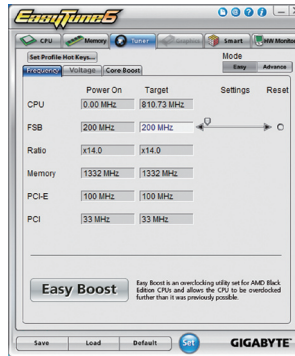 EasyTune6
CPU Memory Tuner Graphics Smart HW Monitor
Set Profile Hot Keys...
Mode
Easy Advance
Frequency Voltage Core Boost
Power On Target Settings Reset
CPU 0.00 MHz 810.73 MHz
FSB 200 MHz 200 MHz
Ratio x14.0 x14.0
Memory 1332 MHz 1332 MHz
PCI-E 100 MHz 100 MHz
PCI 33 MHz 33 MHz
Easy Boost
Easy Boost is an overclocking utility set for AMD Black
Edition CPUs and allows the CPU to be overclocked
further than it was previously possible.
Save Load Default Set GIGABYTE